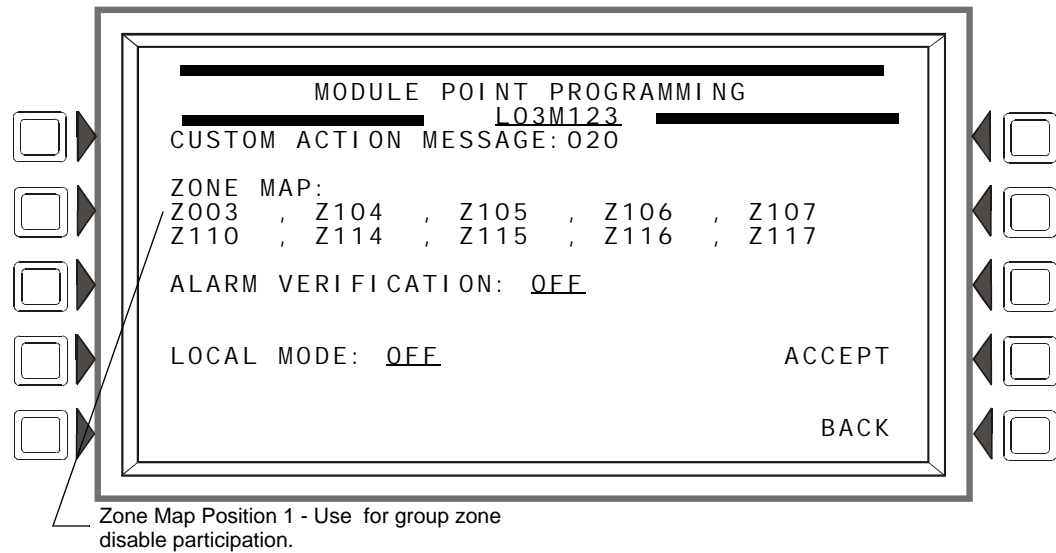 MODULE POINT PROGRAMMING
L03M123
CUSTOM ACTION MESSAGE:020
ZONE MAP:
Z003 , Z104 , Z105 , Z106 , Z107
Z110 , Z114 , Z115 , Z116 , Z117
ALARM VERIFICATION: OFF
LOCAL MODE: OFF ACCEPT
BACK
Zone Map Position 1 - Use for group zone
disable participation.